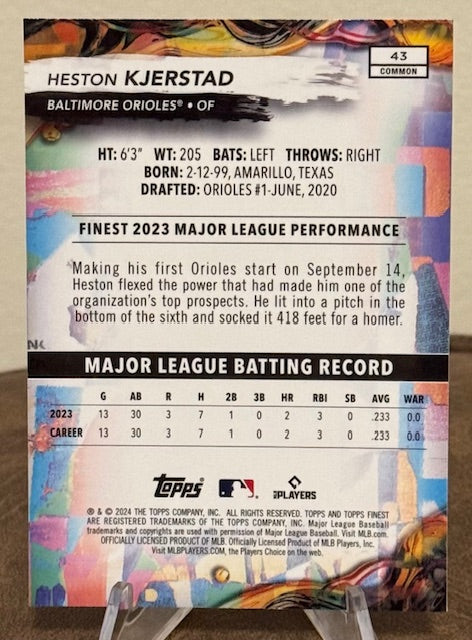 43
COMMON
HESTON KJERSTAD
BALTIMORE ORIOLES® • OF
HT: 6'3" WT: 205 BATS: LEFT THROWS: RIGHT
BORN: 2-12-99, AMARILLO, TEXAS
DRAFTED: ORIOLES #1-JUNE, 2020
FINEST 2023 MAJOR LEAGUE PERFORMANCE
Making his first Orioles start on September 14,
Heston flexed the power that had made him one of the
organization's top prospects. He lit into a pitch in the
bottom of the sixth and socked it 418 feet for a homer.
MAJOR LEAGUE BATTING RECORD
G AB R H 2B 3B HR RBI SB AVG WAR
2023 13 30 3 7 1 0 2 3 0 .233 0.0
CAREER 13 30 3 7 1 0 2 3 0 .233 0.0
Topps PLAYERS
® & © 2024 THE TOPPS COMPANY, INC. ALL RIGHTS RESERVED. TOPPS AND TOPPS FINEST
ARE REGISTERED TRADEMARKS OF THE TOPPS COMPANY, INC. Major League Baseball
trademarks and copyrights are used with permission of Major League Baseball. Visit MLB.com.
OFFICIALLY LICENSED PRODUCT OF MLB. Officially Licensed Product of MLB Players, Inc.
Visit MLBPLAYERS.com, the Players Choice on the web.